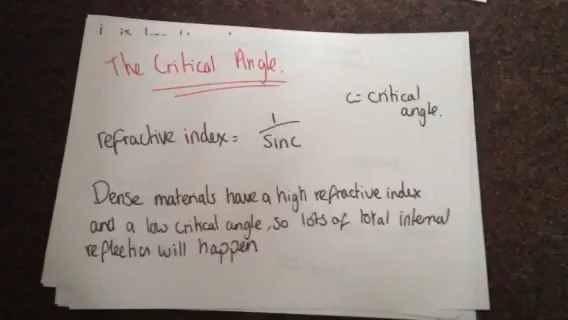 The Critical Angle.
c = critical
angle.
refractive index = 1/sinc
Dense materials have a high refractive index
and a low critical angle, so lots of total internal
reflection will happen